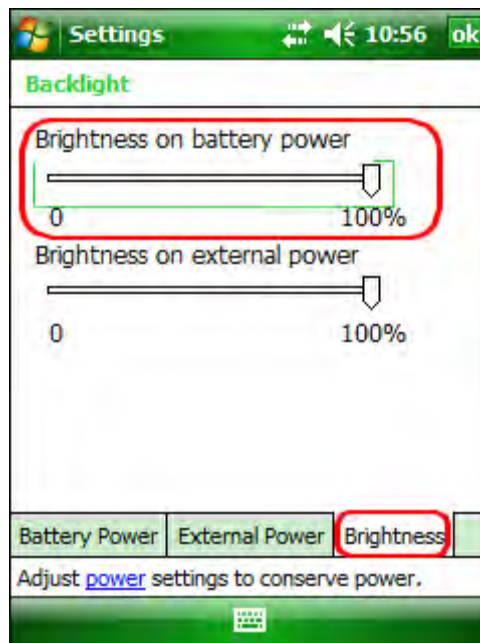 Settings 10:56 ok
Backlight
Brightness on battery power
0 100%
Brightness on external power
0 100%
Battery Power External Power Brightness
Adjust power settings to conserve power.